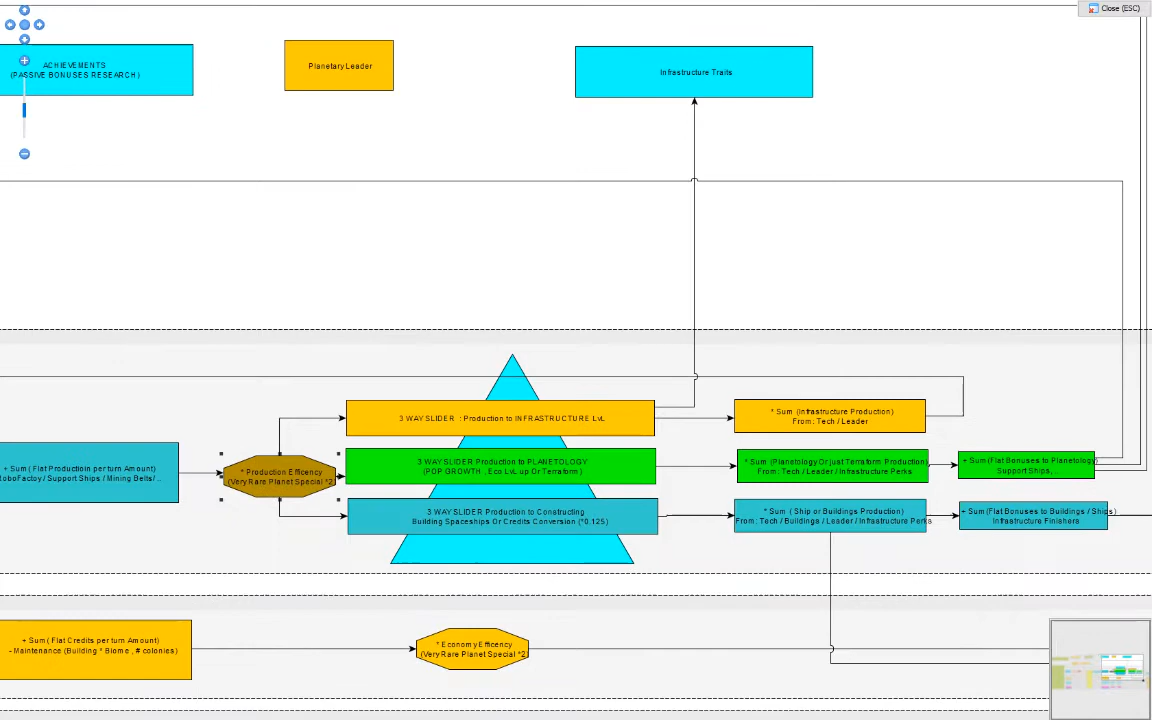 Close (ESC)
ACHIEVEMENTS
(PASSIVE BONUSES RESEARCH)
Planetary Leader
Infrastructure Traits
3 WAY SLIDER : Production to INFRASTRUCTURE LvL
* Sum (Infrastructure Production)
From: Tech / Leader
+ Sum ( Flat Productioin per turn Amount)
oboFactoy / Support Ships / Mining Belts/ ..
* Production Efficency
(Very Rare Planet Special *2)
3 WAY SLIDER Production to PLANETOLOGY
(POP GROWTH .. Eco LvL up Or Terraform )
* Sum (Planetology Or just Terraform Production)
From: Tech / Leader / Infrastructure Perks
+ Sum(Flat Bonuses to Planetology)
Support Ships, ...
3 WAY SLIDER Production to Constructing
Building Spaceships Or Credits Conversion (*0.125)
* Sum ( Ship or Buildings Production)
From: Tech / Buildings / Leader / Infrastructure Perks
+ Sum(Flat Bonuses to Buildings / Ships)
Infrastructure Finishers
+ Sum ( Flat Credits per turn Amount)
- Maintenance (Building * Biome , # colonies)
* Economy Efficency
(Very Rare Planet Special *2)